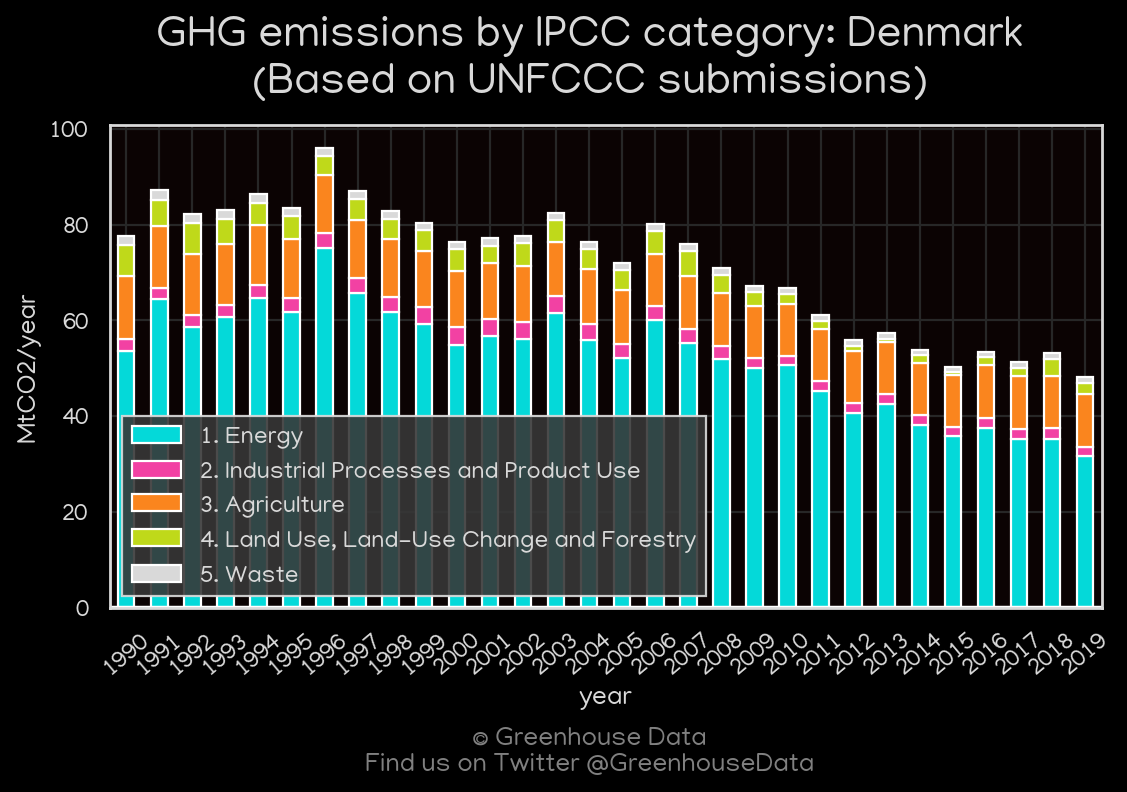 GHG emissions by IPCC category: Denmark
(Based on UNFCCC submissions)
100
80
60
40
20
0
MtCO2/year
1. Energy
2. Industrial Processes and Product Use
3. Agriculture
4. Land Use, Land-Use Change and Forestry
5. Waste
1990 1991 1992 1993 1994 1995 1996 1997 1998 1999 2000 2001 2002 2003 2004 2005 2006 2007 2008 2009 2010 2011 2012 2013 2014 2015 2016 2017 2018 2019
year
© Greenhouse Data
Find us on Twitter @GreenhouseData